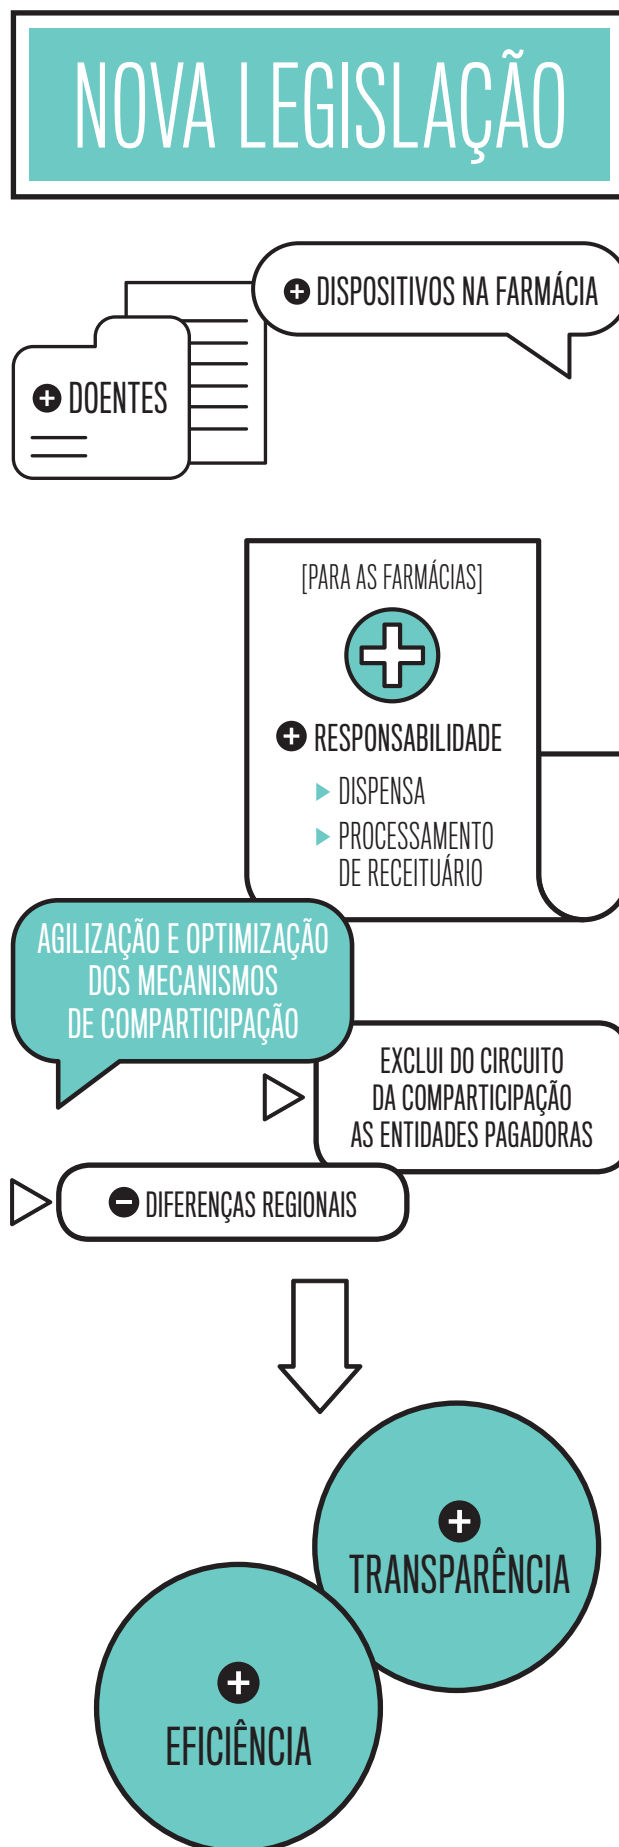 NOVA LEGISLAÇÃO
+ DISPOSITIVOS NA FARMÁCIA
+ DOENTES
[PARA AS FARMÁCIAS]
+ RESPONSABILIDADE
DISPENSA
PROCESSAMENTO
DE RECEITUÁRIO
AGILIZAÇÃO E OPTIMIZAÇÃO
DOS MECANISMOS
DE COMPARTICIPAÇÃO
EXCLUI DO CIRCUITO
DA COMPARTICIPAÇÃO
AS ENTIDADES PAGADORAS
− DIFERENÇAS REGIONAIS
+
TRANSPARÊNCIA
+
EFICIÊNCIA